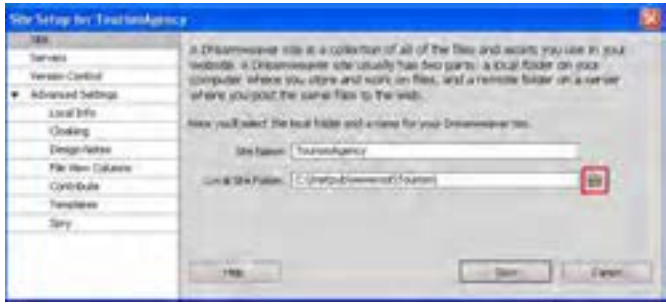 Site Setup for TourismAgency
Site
Servers
Version Control
Advanced Settings
Local Info
Cloaking
Design Notes
File View Columns
Contribute
Templates
Spry
A Dreamweaver site is a collection of all of the files and assets you use in your
website. A Dreamweaver site usually has two parts: a local folder on your
computer where you store and work on files, and a remote folder on a server
where you post the same files to the web.
Here you'll select the local folder and a name for your Dreamweaver site.
Site Name: TourismAgency
Local Site Folder: C:\Inetpub\wwwroot\Tourism\
Help
Save
Cancel